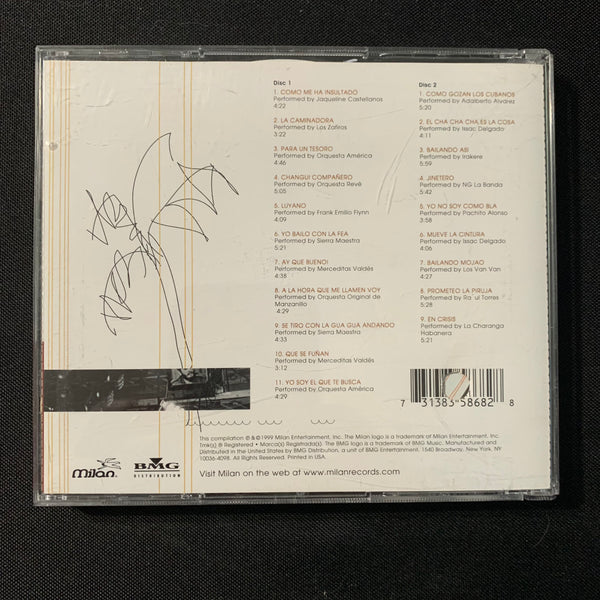 Disc 1
1. COMO ME HA INSULTADO
Performed by Jaqueline Castellanos
4:22
2. LA CAMINADORA
Performed by Los Zafiros
3:22
3. PARA UN TESORO
Performed by Orquesta América
4:46
4. CHANGUI COMPAÑERO
Performed by Orquesta Revé
5:05
5. LUYANO
Performed by Frank Emilio Flynn
4:09
6. YO BAILO CON LA FEA
Performed by Sierra Maestra
5:21
7. AY QUE BUENO!
Performed by Merceditas Valdés
4:38
8. A LA HORA QUE ME LLAMEN VOY
Performed by Orquesta Original de
Manzanillo
4:29
9. SE TIRO CON LA GUA GUA ANDANDO
Performed by Sierra Maestra
4:33
10. QUE SE FUÑAN
Performed by Merceditas Valdés
3:12
11. YO SOY EL QUE TE BUSCA
Performed by Orquesta América
4:29
Disc 2
1. COMO GOZAN LOS CUBANOS
Performed by Adalberto Alvarez
5:20
2. EL CHA CHA CHA ES LA COSA
Performed by Issac Delgado
4:11
3. BAILANDO ASI
Performed by Irakere
5:59
4. JINETERO
Performed by NG La Banda
5:42
5. YO NO SOY COMO BLA
Performed by Pachito Alonso
3:58
6. MUEVE LA CINTURA
Performed by Issac Delgado
4:06
7. BAILANDO MOJAO
Performed by Los Van Van
4:27
8. PROMETEO LA PIRUJA
Performed by Ra´ul Torres
5:28
9. EN CRISIS
Performed by La Charanga
Habanera
5:21
7 31383 58682 8
This compilation ℗ &©1999 Milan Entertainment, Inc. The Milan logo is a trademark of Milan Entertainment, Inc.
Tmk(s) ® Registered • Marca(s) Registrada(s). The BMG logo is a trademark of BMG Music. Manufactured and
Distributed in the United States by BMG Distribution, a unit of BMG Entertainment, 1540 Broadway, New York, NY
10036-4098. All Rights Reserved. Printed in USA.
milan
BMG
DISTRIBUTION
Visit Milan on the web at www.milanrecords.com